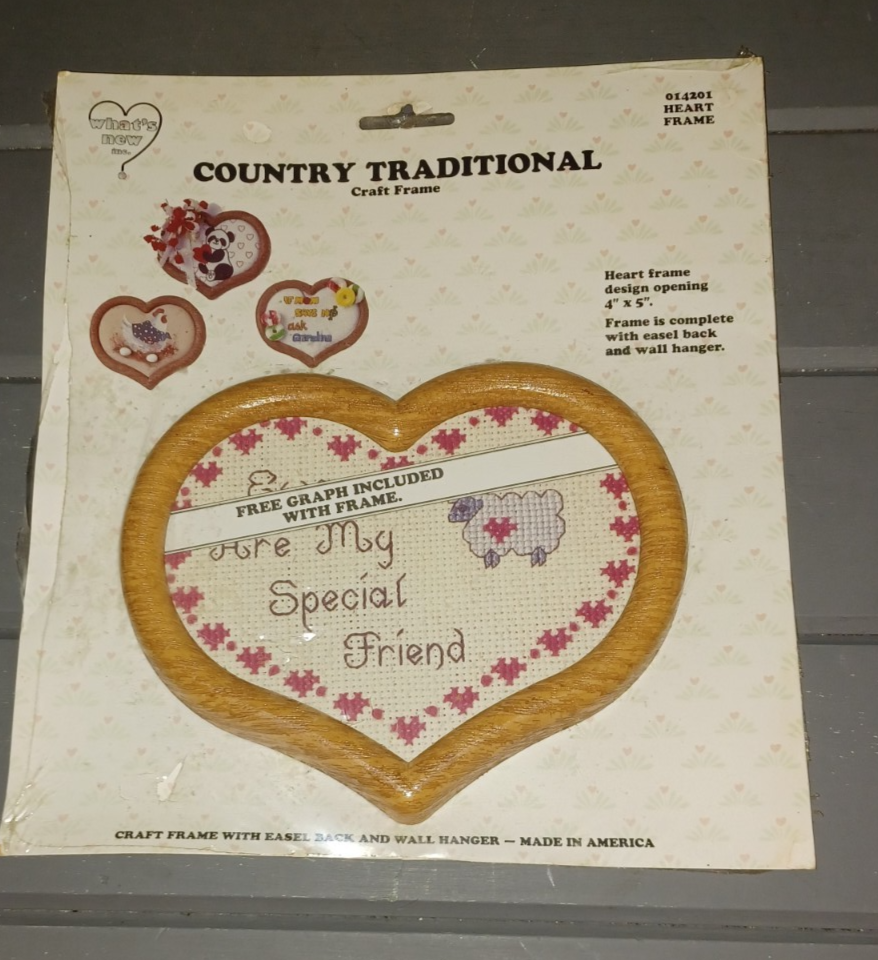 what's
new
inc.
014201
HEART
FRAME
COUNTRY TRADITIONAL
Craft Frame
ask
Grandma
Heart frame
design opening
4" x 5".
Frame is complete
with easel back
and wall hanger.
FREE GRAPH INCLUDED
WITH FRAME.
Are My
Special
Friend
CRAFT FRAME WITH EASEL BACK AND WALL HANGER — MADE IN AMERICA